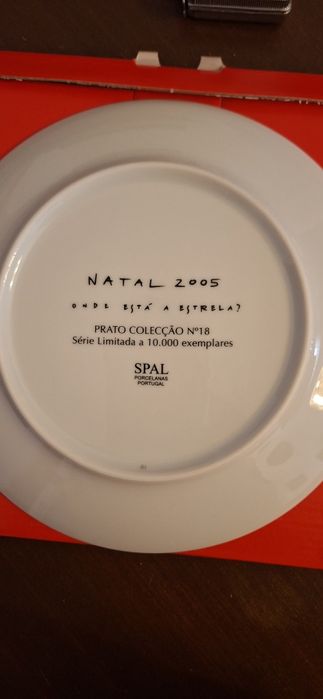 NATAL 2005
ONDE ESTÁ A ESTRELA?
PRATO COLECÇÃO Nº18
Série Limitada a 10.000 exemplares
SPAL
PORCELANAS
PORTUGAL